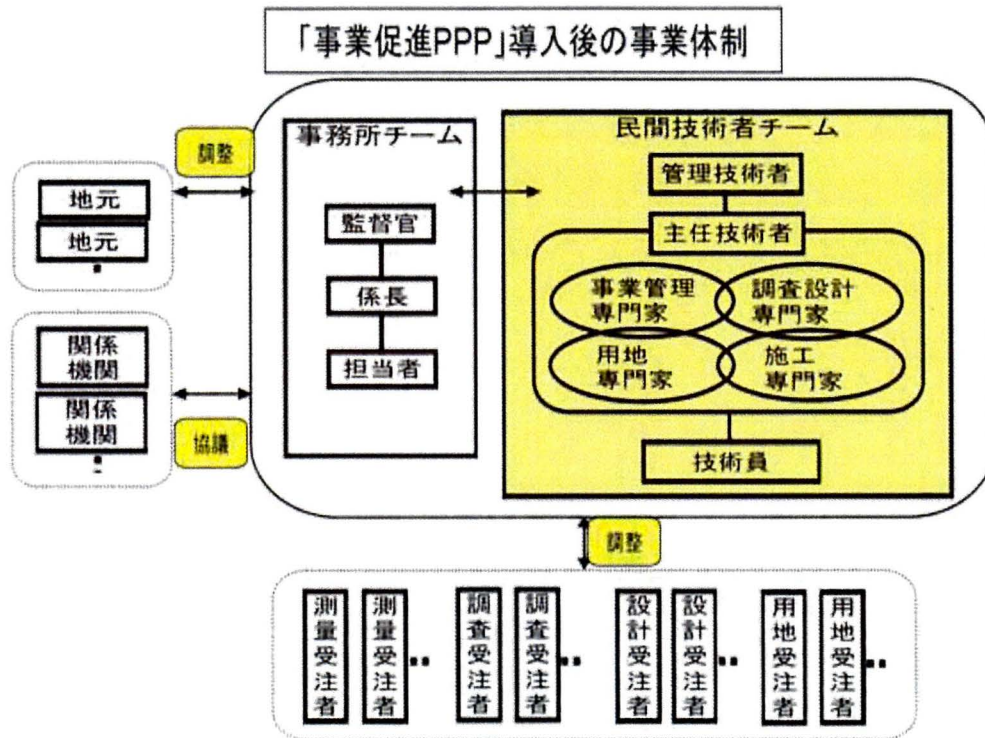 「事業促進PPP」導入後の事業体制
事務所チーム
監督官
係長
担当者
民間技術者チーム
管理技術者
主任技術者
事業管理
専門家
調査設計
専門家
用地
専門家
施工
専門家
技術員
調整
地元
地元
関係
機関
関係
機関
協議
調整
測量受注者
測量受注者
調査受注者
調査受注者
設計受注者
設計受注者
用地受注者
用地受注者